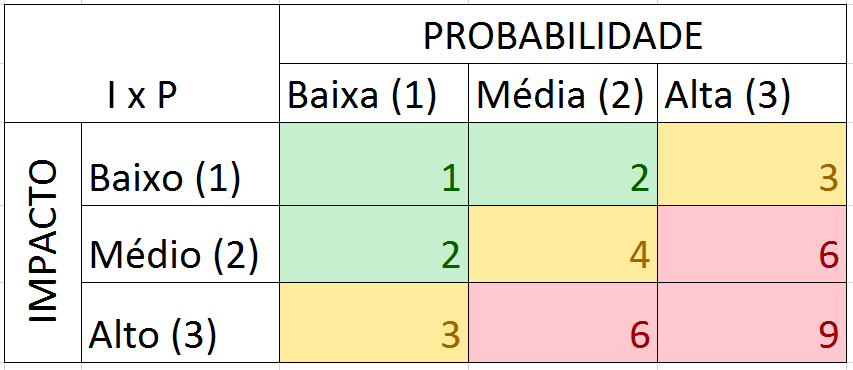 PROBABILIDADE
I x P Baixa (1) Média (2) Alta (3)
IMPACTO
Baixo (1) 1 2 3
Médio (2) 2 4 6
Alto (3) 3 6 9